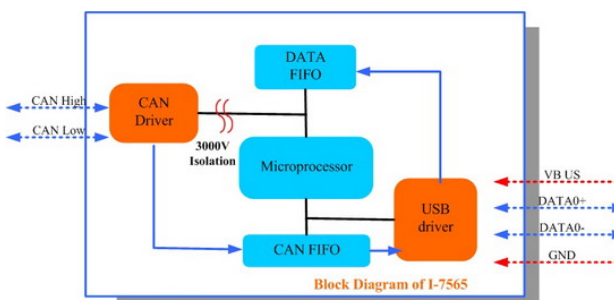 DATA
FIFO
CAN High
CAN
Driver
CAN Low
3000V
Isolation
Microprocessor
VB US
DATA0+
USB
driver
DATA0-
CAN FIFO
GND
Block Diagram of I-7565